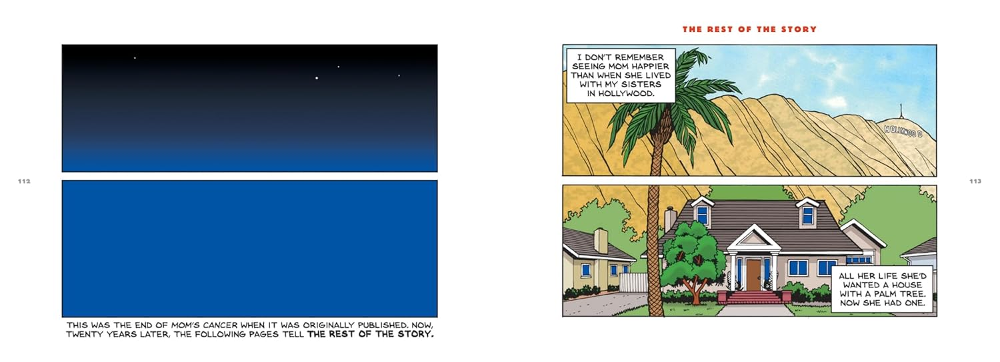 112
THIS WAS THE END OF MOM'S CANCER WHEN IT WAS ORIGINALLY PUBLISHED. NOW,
TWENTY YEARS LATER, THE FOLLOWING PAGES TELL THE REST OF THE STORY.
THE REST OF THE STORY
I DON'T REMEMBER
SEEING MOM HAPPIER
THAN WHEN SHE LIVED
WITH MY SISTERS
IN HOLLYWOOD.
HOLLYWOOD
ALL HER LIFE SHE'D
WANTED A HOUSE
WITH A PALM TREE.
NOW SHE HAD ONE.
113